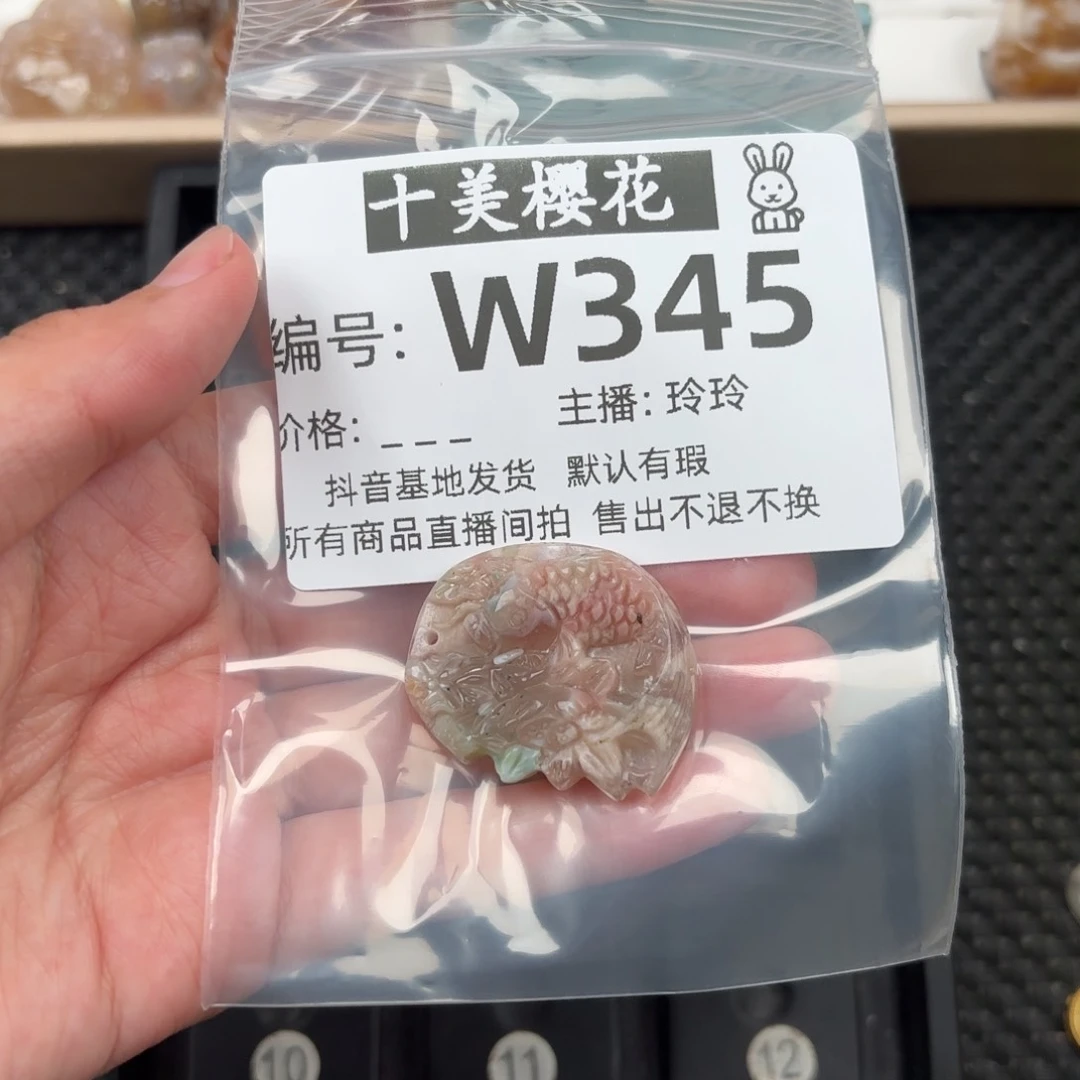 十美樱花
W345
编号:
价格: _ _ _ 主播: 玲玲
抖音基地发货 默认有瑕
所有商品直播间拍 售出不退不换
10 11 12